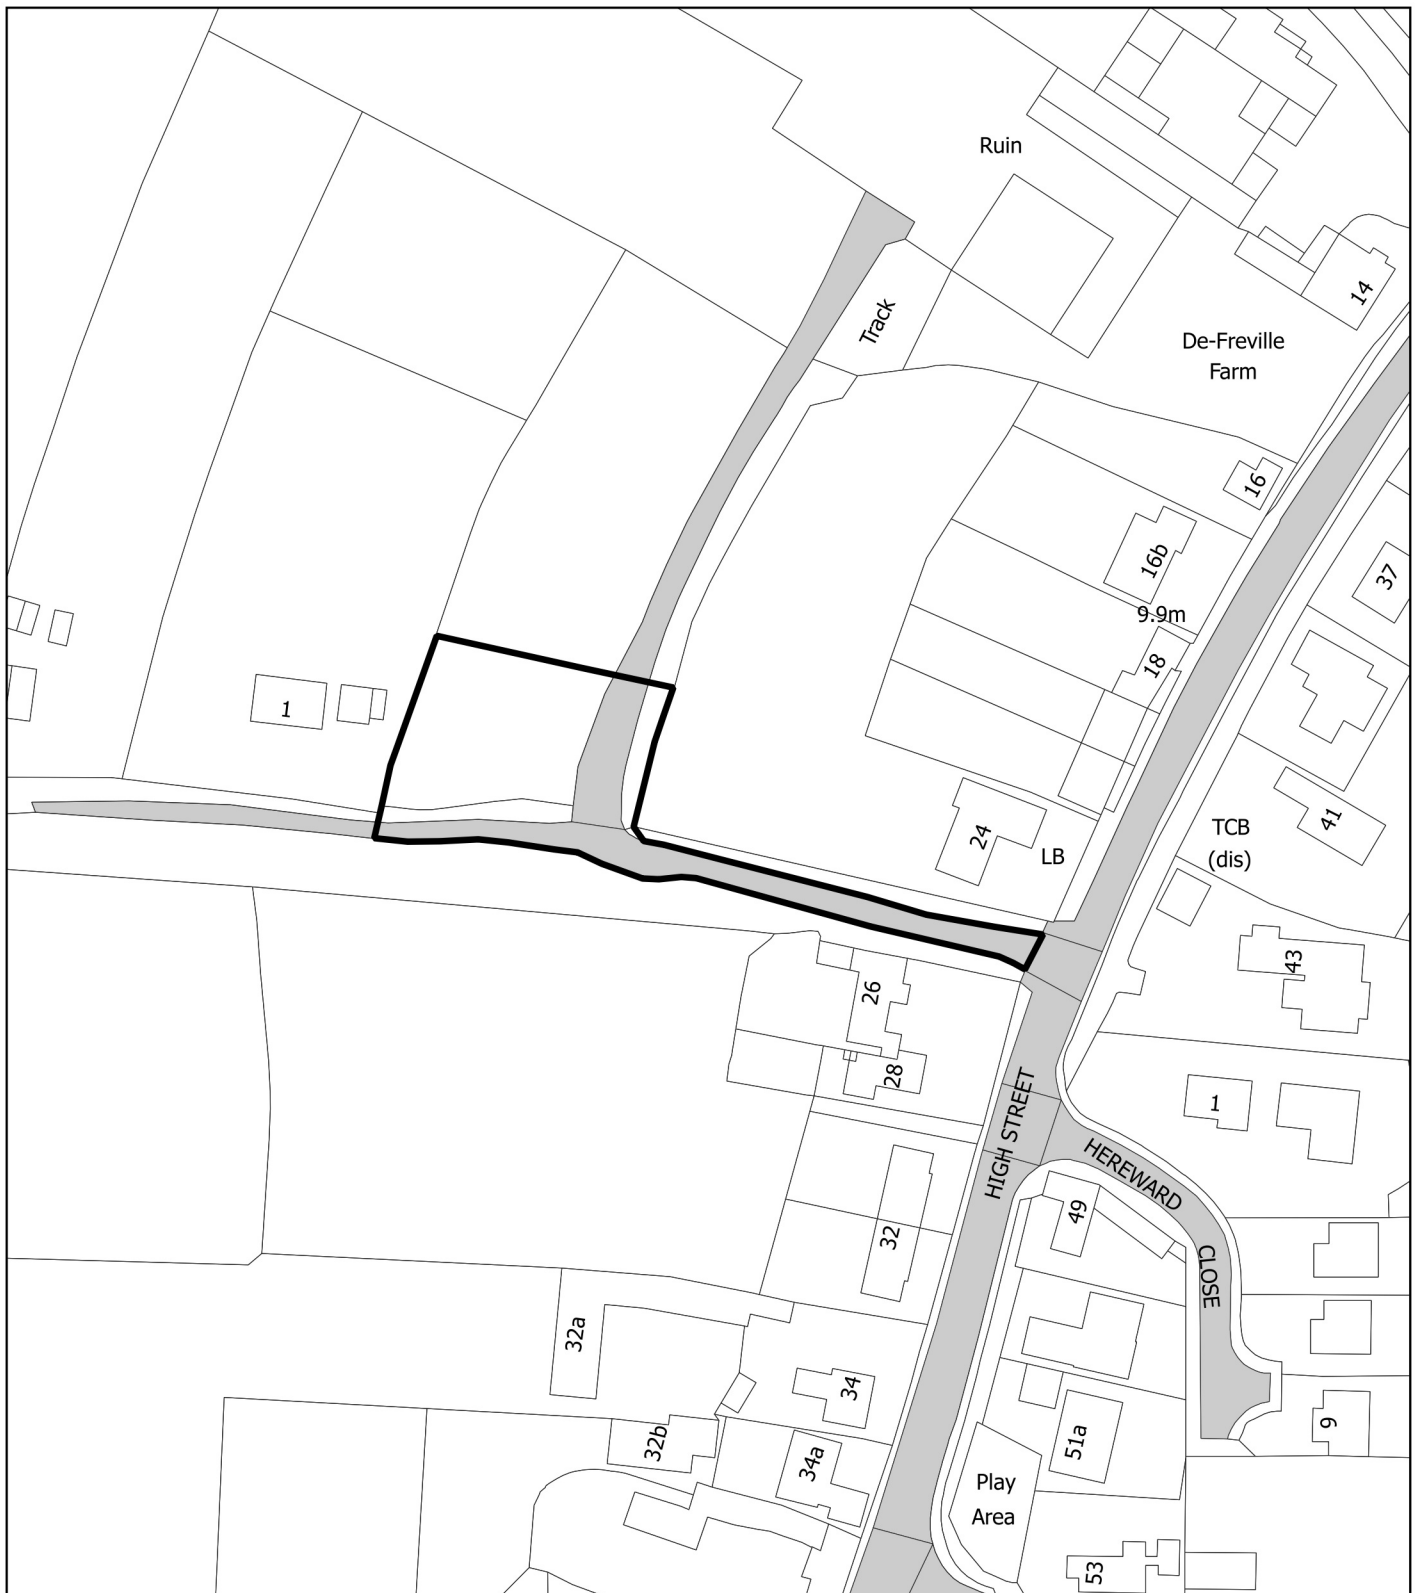 Ruin
14
Track
De-Freville
Farm
16
16b
37
9.9m
18
1
41
TCB
(dis)
24
LB
43
26
28
1
HIGH STREET
HEREWARD
CLOSE
49
32
32a
34
9
32b
51a
34a
Play
Area
53